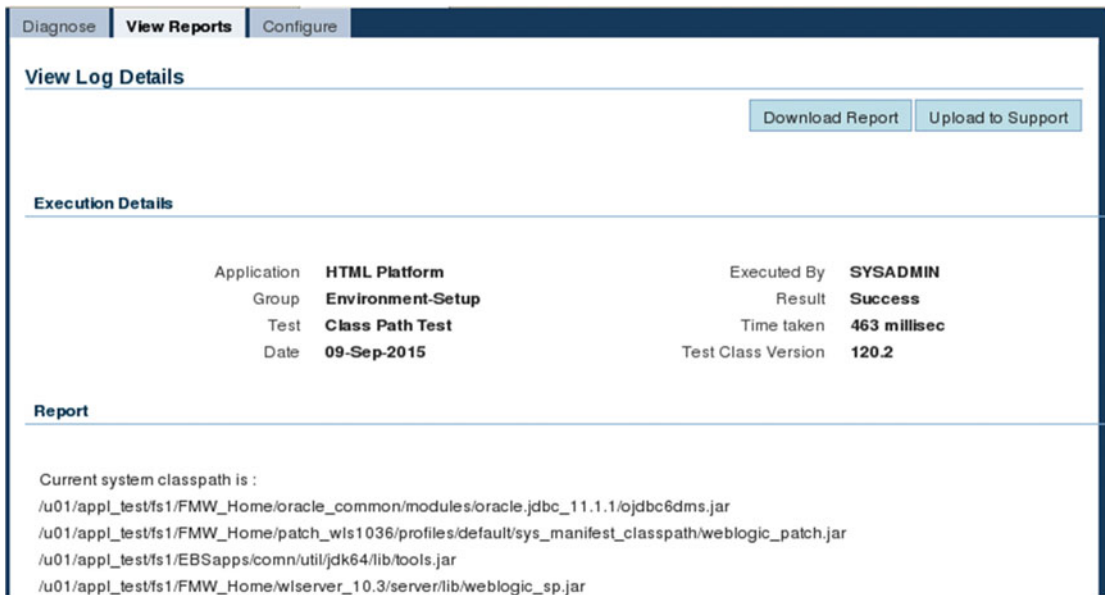 Diagnose View Reports Configure
View Log Details
Download Report Upload to Support
Execution Details
Application HTML Platform Executed By SYSADMIN
Group Environment-Setup Result Success
Test Class Path Test Time taken 463 millisec
Date 09-Sep-2015 Test Class Version 120.2
Report
Current system classpath is :
/u01/appl_test/fs1/FMW_Home/oracle_common/modules/oracle.jdbc_11.1.1/ojdbc6dms.jar
/u01/appl_test/fs1/FMW_Home/patch_wls1036/profiles/default/sys_manifest_classpath/weblogic_patch.jar
/u01/appl_test/fs1/EBSapps/comn/util/jdk64/lib/tools.jar
/u01/appl_test/fs1/FMW_Home/wlserver_10.3/server/lib/weblogic_sp.jar